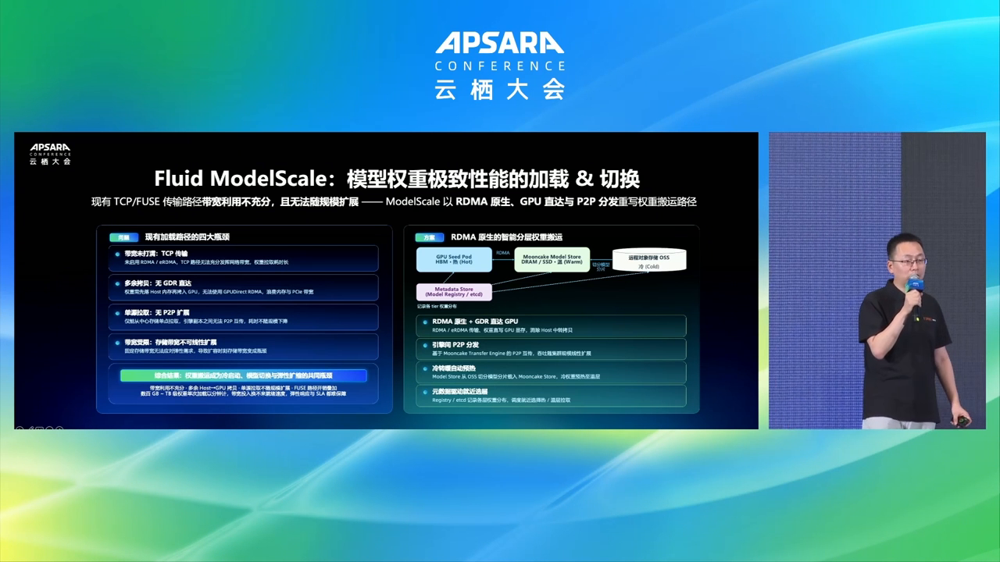 APSARA
CONFERENCE
云栖大会
APSARA
CONFERENCE
云栖大会
Fluid ModelScale：模型权重极致性能的加载 & 切换
现有 TCP/FUSE 传输路径带宽利用不充分，且无法随规模扩展 —— ModelScale 以 RDMA 原生、GPU 直达与 P2P 分发重写权重搬运路径
问题 现有加载路径的四大瓶颈
带宽未打满：TCP 传输
未启用 RDMA / eRDMA，TCP 路径无法充分发挥网络带宽，权重拉取耗时长
多余拷贝：无 GDR 直达
权重需先落 Host 内存再拷入 GPU，无法使用 GPUDirect RDMA，浪费内存与 PCIe 带宽
单源拉取：无 P2P 扩展
仅能从中心存储单点拉取，引擎副本之间无法 P2P 互传，耗时不随规模下降
带宽受限：存储带宽不可线性扩展
固定存储带宽无法应对弹性需求，导致扩容时刻存储带宽变成瓶颈
综合结果：权重搬运成为冷启动、模型切换与弹性扩缩的共同瓶颈
带宽利用不充分 · 多余 Host→GPU 拷贝 · 单源拉取不随规模扩展 · FUSE 路径开销叠加
数百 GB ~ TB 级权重单次加载以分钟计，带宽投入换不来就绪速度，弹性响应与 SLA 都难保障
方案 RDMA 原生的智能分层权重搬运
GPU Seed Pod
HBM · 热 (Hot)
RDMA
Mooncake Model Store
DRAM / SSD · 温 (Warm)
切分模型
分片
远程对象存储 OSS
冷 (Cold)
Metadata Store
(Model Registry / etcd)
记录各 tier 权重分布
RDMA 原生 + GDR 直达 GPU
RDMA / eRDMA 传输，权重直写 GPU 显存，消除 Host 中转拷贝
引擎间 P2P 分发
基于 Mooncake Transfer Engine 的 P2P 互传，吞吐随集群规模线性扩展
冷转暖自动预热
Model Store 从 OSS 切分模型分片载入 Mooncake Store，冷权重预热至温层
元数据驱动就近选层
Registry / etcd 记录各层权重分布，调度就近选择热 / 温层拉取